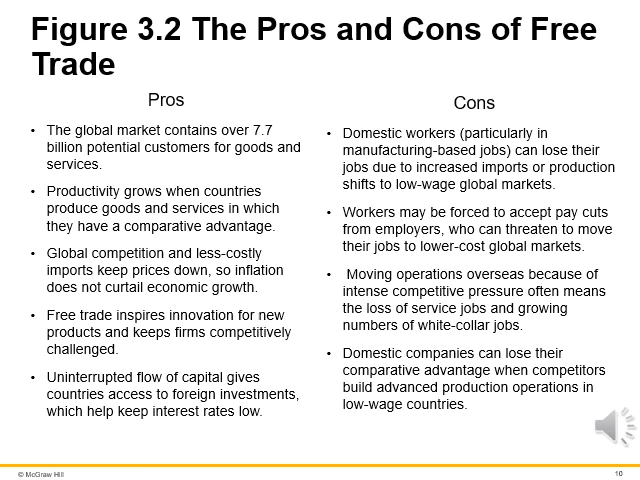 Figure 3.2 The Pros and Cons of Free
Trade
Pros
• The global market contains over 7.7
billion potential customers for goods and
services.
• Productivity grows when countries
produce goods and services in which
they have a comparative advantage.
• Global competition and less-costly
imports keep prices down, so inflation
does not curtail economic growth.
• Free trade inspires innovation for new
products and keeps firms competitively
challenged.
• Uninterrupted flow of capital gives
countries access to foreign investments,
which help keep interest rates low.
Cons
• Domestic workers (particularly in
manufacturing-based jobs) can lose their
jobs due to increased imports or production
shifts to low-wage global markets.
• Workers may be forced to accept pay cuts
from employers, who can threaten to move
their jobs to lower-cost global markets.
• Moving operations overseas because of
intense competitive pressure often means
the loss of service jobs and growing
numbers of white-collar jobs.
• Domestic companies can lose their
comparative advantage when competitors
build advanced production operations in
low-wage countries.
© McGraw Hill
10